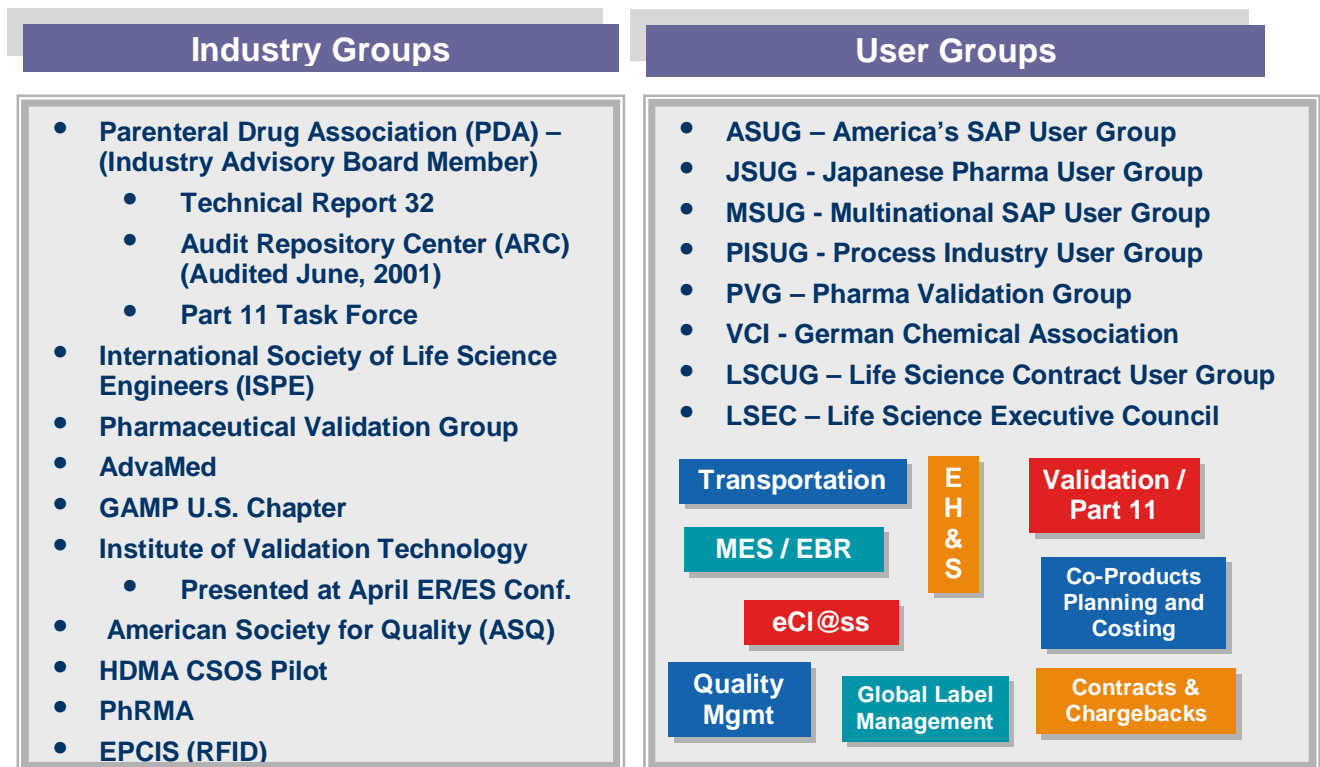 Industry Groups
• Parenteral Drug Association (PDA) –
(Industry Advisory Board Member)
• Technical Report 32
• Audit Repository Center (ARC)
(Audited June, 2001)
• Part 11 Task Force
• International Society of Life Science
Engineers (ISPE)
• Pharmaceutical Validation Group
• AdvaMed
• GAMP U.S. Chapter
• Institute of Validation Technology
• Presented at April ER/ES Conf.
• American Society for Quality (ASQ)
• HDMA CSOS Pilot
• PhRMA
• EPCIS (RFID)
User Groups
• ASUG – America's SAP User Group
• JSUG - Japanese Pharma User Group
• MSUG - Multinational SAP User Group
• PISUG - Process Industry User Group
• PVG – Pharma Validation Group
• VCI - German Chemical Association
• LSCUG – Life Science Contract User Group
• LSEC – Life Science Executive Council
Transportation
E
H
&
S
Validation /
Part 11
MES / EBR
Co-Products
Planning and
Costing
eCl@ss
Quality
Mgmt
Global Label
Management
Contracts &
Chargebacks